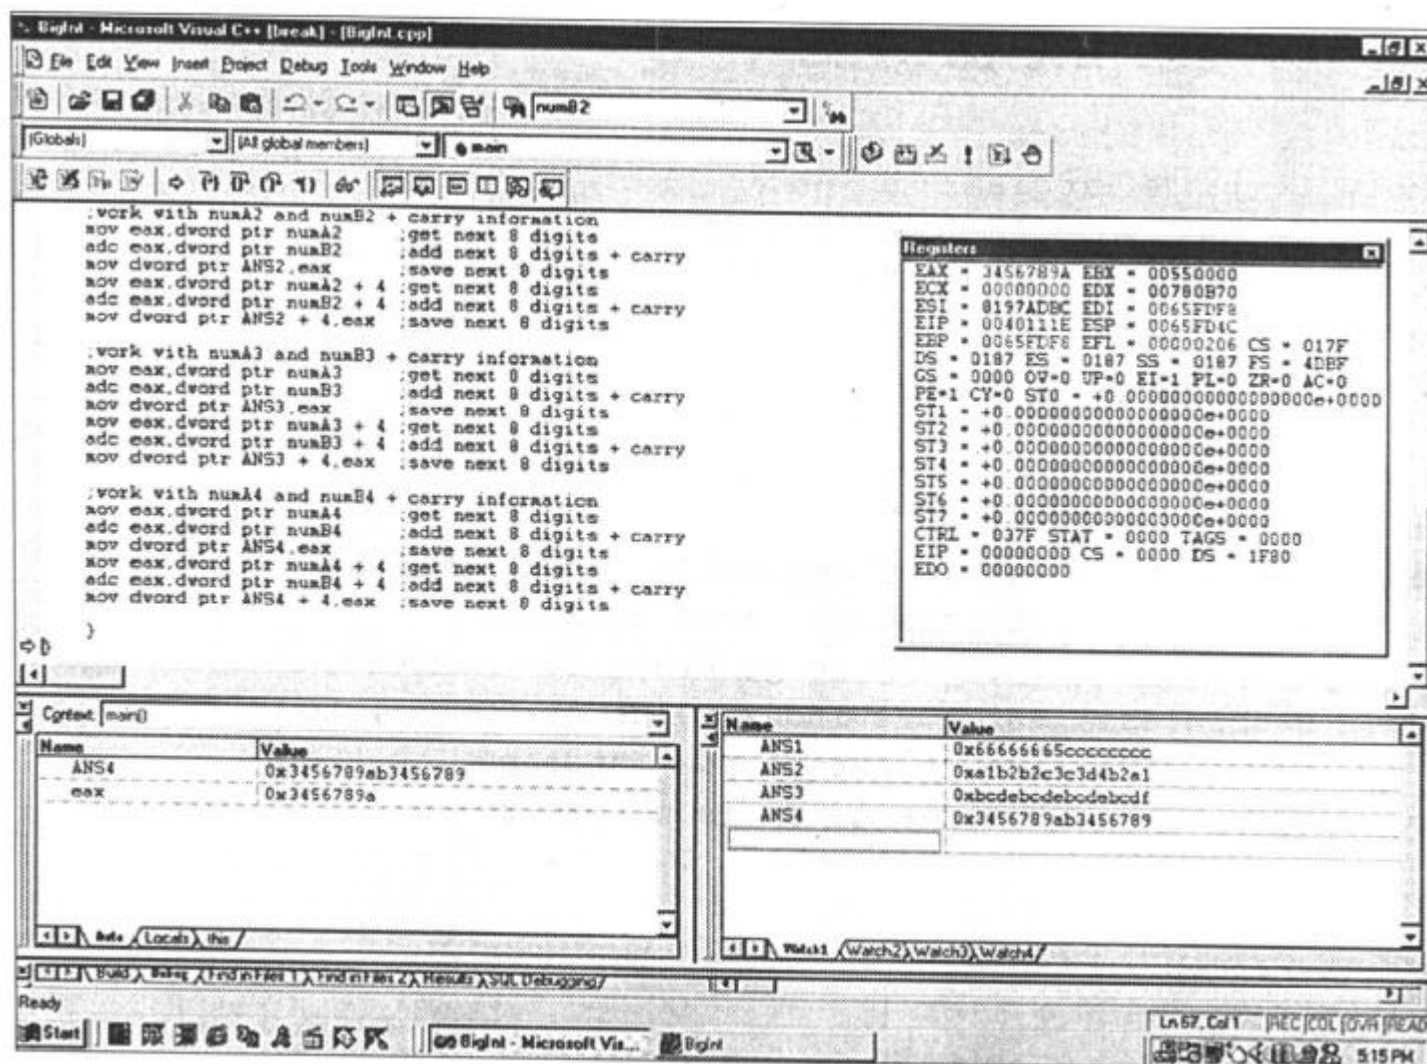 BigInt - Microsoft Visual C++ [break] - [BigInt.cpp]
File Edit View Insert Project Debug Tools Window Help
numB2
(Globals) (All global members) main
;work with numA2 and numB2 + carry information
mov eax,dword ptr numA2 ;get next 8 digits
adc eax,dword ptr numB2 ;add next 8 digits + carry
mov dword ptr ANS2,eax ;save next 8 digits
mov eax,dword ptr numA2 + 4 ;get next 8 digits
adc eax,dword ptr numB2 + 4 ;add next 8 digits + carry
mov dword ptr ANS2 + 4,eax ;save next 8 digits
;work with numA3 and numB3 + carry information
mov eax,dword ptr numA3 ;get next 8 digits
adc eax,dword ptr numB3 ;add next 8 digits + carry
mov dword ptr ANS3,eax ;save next 8 digits
mov eax,dword ptr numA3 + 4 ;get next 8 digits
adc eax,dword ptr numB3 + 4 ;add next 8 digits + carry
mov dword ptr ANS3 + 4,eax ;save next 8 digits
;work with numA4 and numB4 + carry information
mov eax,dword ptr numA4 ;get next 8 digits
adc eax,dword ptr numB4 ;add next 8 digits + carry
mov dword ptr ANS4,eax ;save next 8 digits
mov eax,dword ptr numA4 + 4 ;get next 8 digits
adc eax,dword ptr numB4 + 4 ;add next 8 digits + carry
mov dword ptr ANS4 + 4,eax ;save next 8 digits
}
}
Registers
EAX = 3456789A EBX = 00550000
ECX = 00000000 EDX = 00780B70
ESI = 8197ADBC EDI = 0065FDF8
EIP = 0040111E ESP = 0065FD4C
EBP = 0065FDF8 EFL = 00000206 CS = 017F
DS = 0187 ES = 0187 SS = 0187 FS = 4DBF
GS = 0000 OV=0 UP=0 EI=1 PL=0 ZR=0 AC=0
PE=1 CY=0 ST0 = +0.00000000000000000e+0000
ST1 = +0.00000000000000000e+0000
ST2 = +0.00000000000000000e+0000
ST3 = +0.00000000000000000e+0000
ST4 = +0.00000000000000000e+0000
ST5 = +0.00000000000000000e+0000
ST6 = +0.00000000000000000e+0000
ST7 = +0.00000000000000000e+0000
CTRL = 037F STAT = 0000 TAGS = 0000
EIP = 00000000 CS = 0000 DS = 1F80
EDO = 00000000
Context: main()
Name Value
ANS4 0x3456789ab3456789
eax 0x3456789a
Auto Locals this
Name Value
ANS1 0x66666665cccccccc
ANS2 0xa1b2b2c3c3d4b2a1
ANS3 0xbcdebcdebcdebcdf
ANS4 0x3456789ab3456789
Watch1 Watch2 Watch3 Watch4
Build Debug Find in Files 1 Find in Files 2 Results SQL Debugging
Ready
Ln 67, Col 1 REC COL OVR READ
Start BigInt - Microsoft Vis... BigInt 5:15 PM